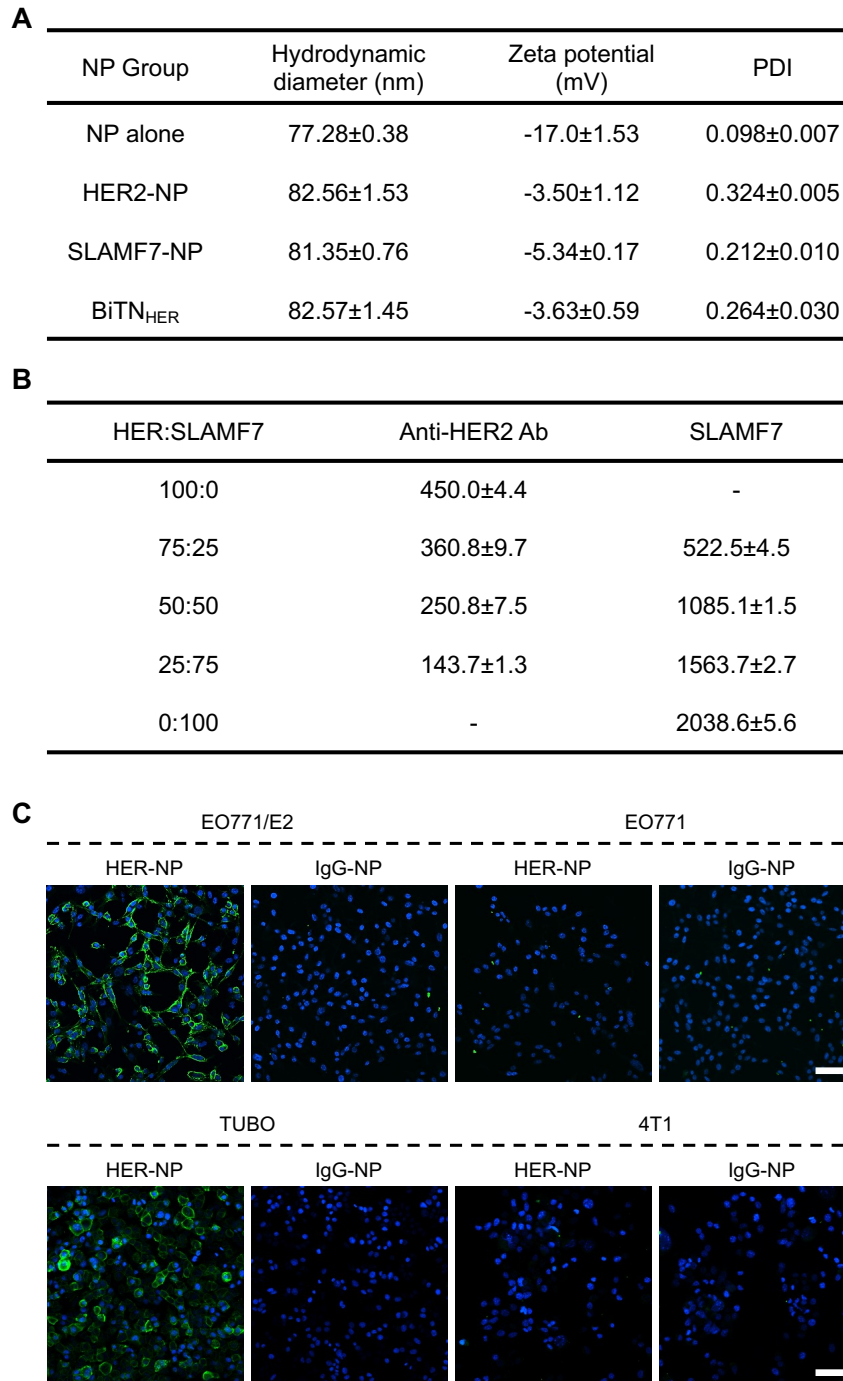 A
NP Group Hydrodynamic diameter (nm) Zeta potential (mV) PDI
NP alone 77.28±0.38 -17.0±1.53 0.098±0.007
HER2-NP 82.56±1.53 -3.50±1.12 0.324±0.005
SLAMF7-NP 81.35±0.76 -5.34±0.17 0.212±0.010
BiTN_HER 82.57±1.45 -3.63±0.59 0.264±0.030
B
HER:SLAMF7 Anti-HER2 Ab SLAMF7
100:0 450.0±4.4 -
75:25 360.8±9.7 522.5±4.5
50:50 250.8±7.5 1085.1±1.5
25:75 143.7±1.3 1563.7±2.7
0:100 - 2038.6±5.6
C
EO771/E2 EO771
HER-NP IgG-NP HER-NP IgG-NP
TUBO 4T1
HER-NP IgG-NP HER-NP IgG-NP